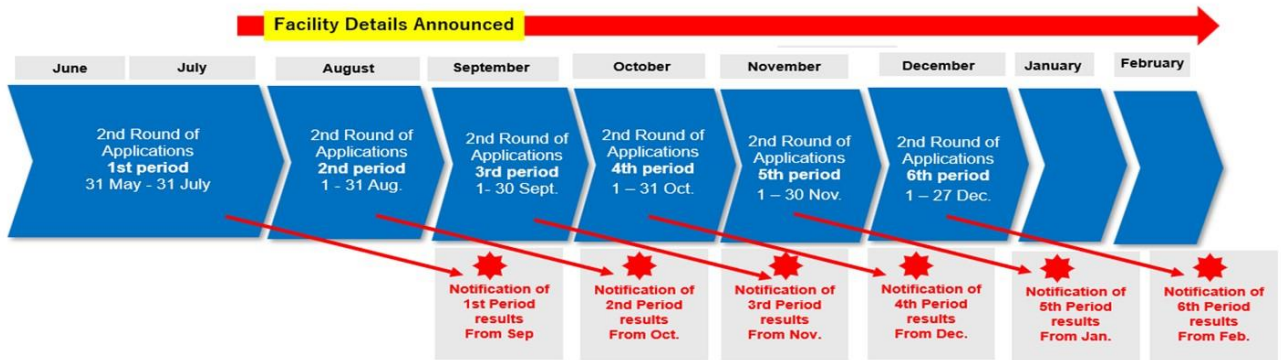 Facility Details Announced
June
July
August
September
October
November
December
January
February
2nd Round of
Applications
1st period
31 May - 31 July
2nd Round of
Applications
2nd period
1 - 31 Aug.
2nd Round of
Applications
3rd period
1- 30 Sept.
2nd Round of
Applications
4th period
1 – 31 Oct.
2nd Round of
Applications
5th period
1 – 30 Nov.
2nd Round of
Applications
6th period
1 – 27 Dec.
Notification of
1st Period
results
From Sep
Notification of
2nd Period
results
From Oct.
Notification of
3rd Period
results
From Nov.
Notification of
4th Period
results
From Dec.
Notification of
5th Period
results
From Jan.
Notification of
6th Period
results
From Feb.